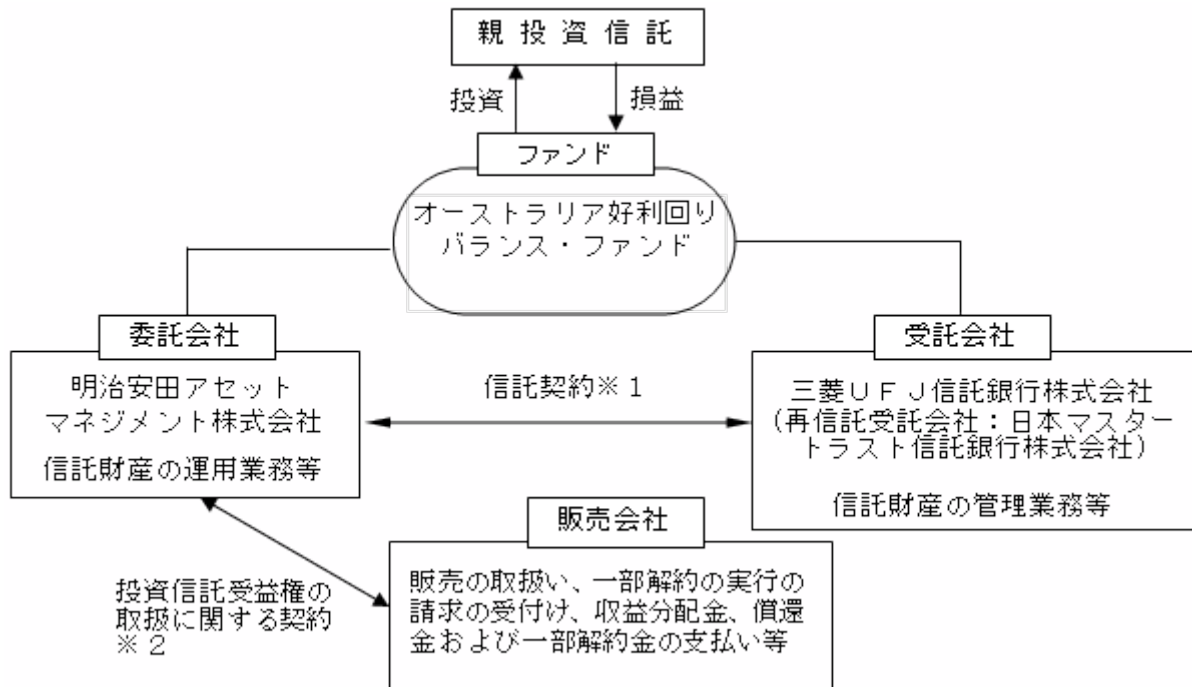 親投資信託
投資
損益
ファンド
オーストラリア好利回り
バランス・ファンド
委託会社
明治安田アセット
マネジメント株式会社
信託財産の運用業務等
信託契約※1
受託会社
三菱UFJ信託銀行株式会社
(再信託受託会社:日本マスター
トラスト信託銀行株式会社)
信託財産の管理業務等
投資信託受益権の
取扱に関する契約
※2
販売会社
販売の取扱い、一部解約の実行の
請求の受付け、収益分配金、償還
金および一部解約金の支払い等